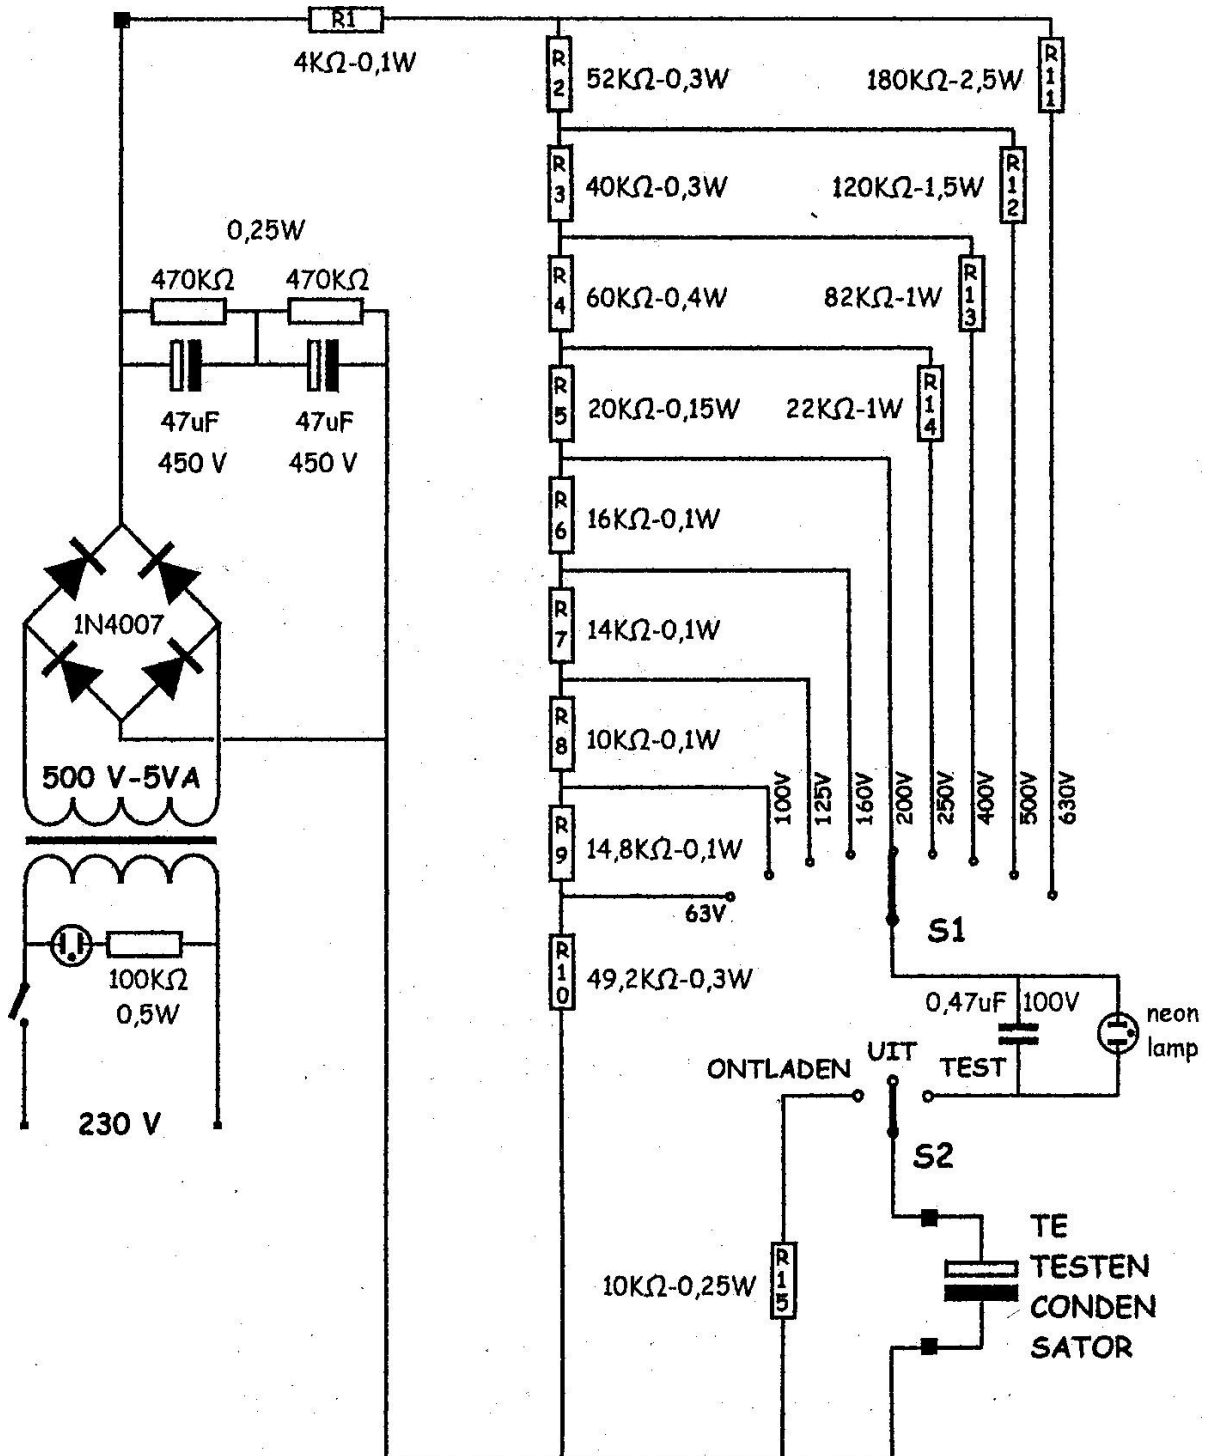 R1
4KΩ-0,1W
R2
52KΩ-0,3W
180KΩ-2,5W
R11
R3
40KΩ-0,3W
120KΩ-1,5W
R12
0,25W
470KΩ
470KΩ
R4
60KΩ-0,4W
82KΩ-1W
R13
47uF
47uF
450 V
450 V
R5
20KΩ-0,15W
22KΩ-1W
R14
R6
16KΩ-0,1W
1N4007
R7
14KΩ-0,1W
R8
10KΩ-0,1W
500 V-5VA
100V
125V
160V
200V
250V
400V
500V
630V
R9
14,8KΩ-0,1W
63V
S1
R10
49,2KΩ-0,3W
100KΩ
0,5W
0,47uF
100V
neon
lamp
ONTLADEN
UIT
TEST
230 V
S2
R15
10KΩ-0,25W
TE
TESTEN
CONDEN
SATOR